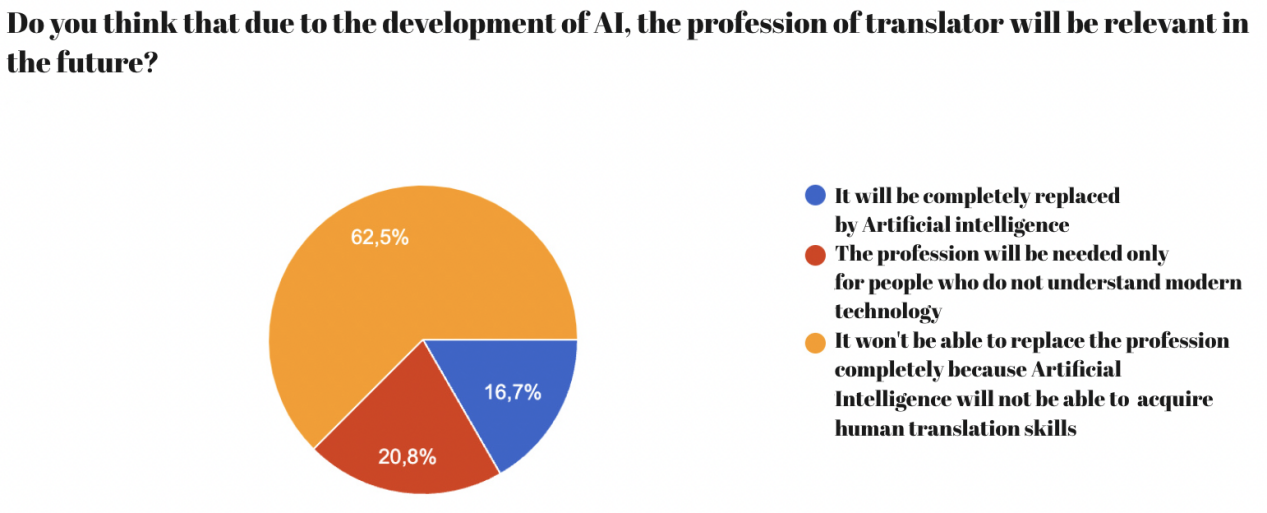 Do you think that due to the development of AI, the profession of translator will be relevant in
the future?
62,5%
16,7%
20,8%
It will be completely replaced
by Artificial intelligence
The profession will be needed only
for people who do not understand modern
technology
It won't be able to replace the profession
completely because Artificial
Intelligence will not be able to acquire
human translation skills